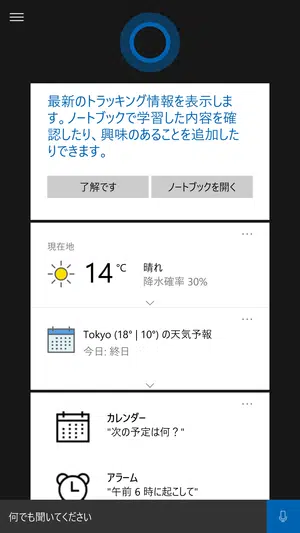 最新のトラッキング情報を表示しま
す。ノートブックで学習した内容を確
認したり、興味のあることを追加した
りできます。
了解です ノートブックを開く
現在地
14 °C 晴れ
降水確率 30%
Tokyo (18° | 10°) の天気予報
今日: 終日
カレンダー
"次の予定は何？"
アラーム
"午前 6 時に起こして"
何でも聞いてください